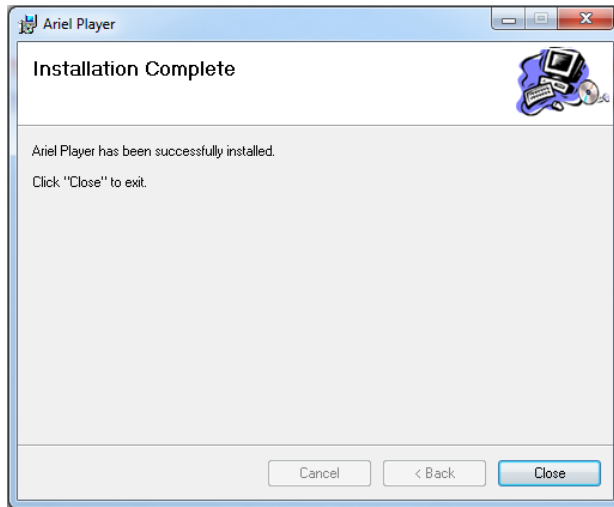 Ariel Player
Installation Complete
Ariel Player has been successfully installed.
Click "Close" to exit.
Cancel
< Back
Close